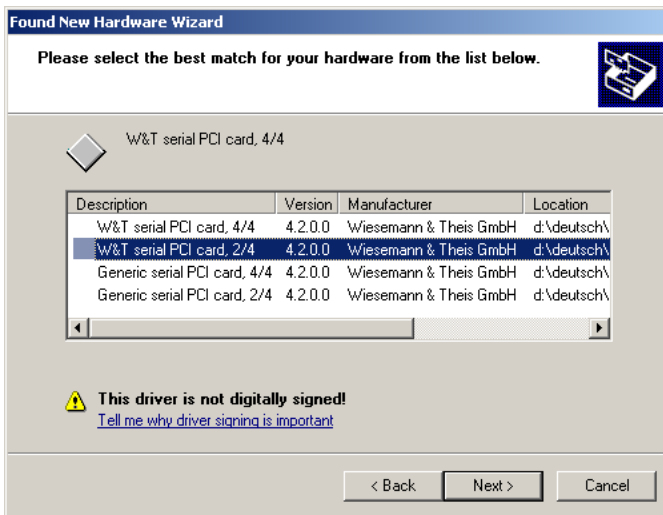 Found New Hardware Wizard
Please select the best match for your hardware from the list below.
W&T serial PCI card, 4/4
Description Version Manufacturer Location
W&T serial PCI card, 4/4 4.2.0.0 Wiesemann & Theis GmbH d:\deutsch\
W&T serial PCI card, 2/4 4.2.0.0 Wiesemann & Theis GmbH d:\deutsch\
Generic serial PCI card, 4/4 4.2.0.0 Wiesemann & Theis GmbH d:\deutsch\
Generic serial PCI card, 2/4 4.2.0.0 Wiesemann & Theis GmbH d:\deutsch\
This driver is not digitally signed!
Tell me why driver signing is important
< Back Next > Cancel